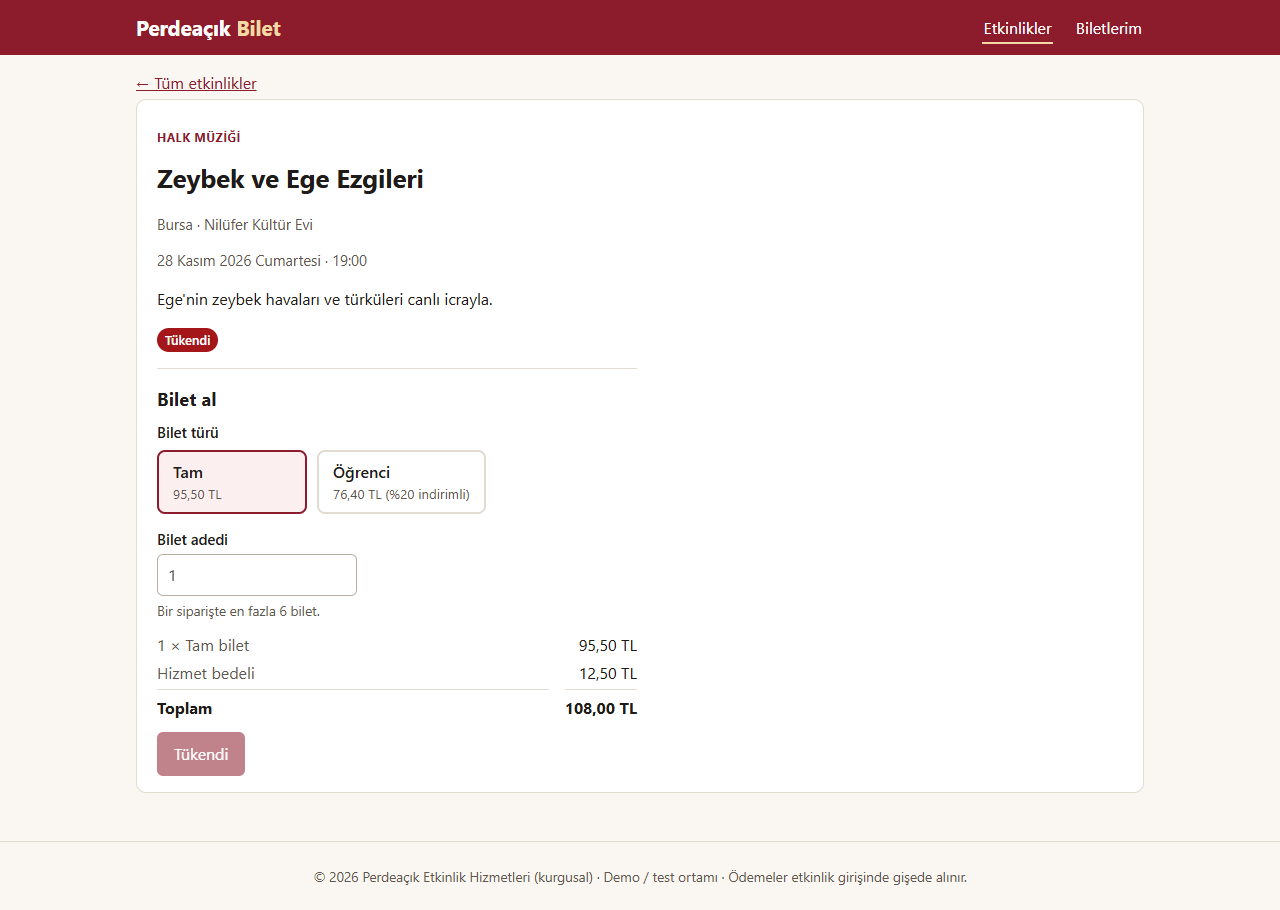 Perdeaçık Bilet
Etkinlikler
Biletlerim
← Tüm etkinlikler
HALK MÜZİĞİ
Zeybek ve Ege Ezgileri
Bursa · Nilüfer Kültür Evi
28 Kasım 2026 Cumartesi · 19:00
Ege'nin zeybek havaları ve türküleri canlı icrayla.
Tükendi
Bilet al
Bilet türü
Tam
95,50 TL
Öğrenci
76,40 TL (%20 indirimli)
Bilet adedi
1
Bir siparişte en fazla 6 bilet.
1 × Tam bilet 95,50 TL
Hizmet bedeli 12,50 TL
Toplam 108,00 TL
Tükendi
© 2026 Perdeaçık Etkinlik Hizmetleri (kurgusal) · Demo / test ortamı · Ödemeler etkinlik girişinde gişede alınır.